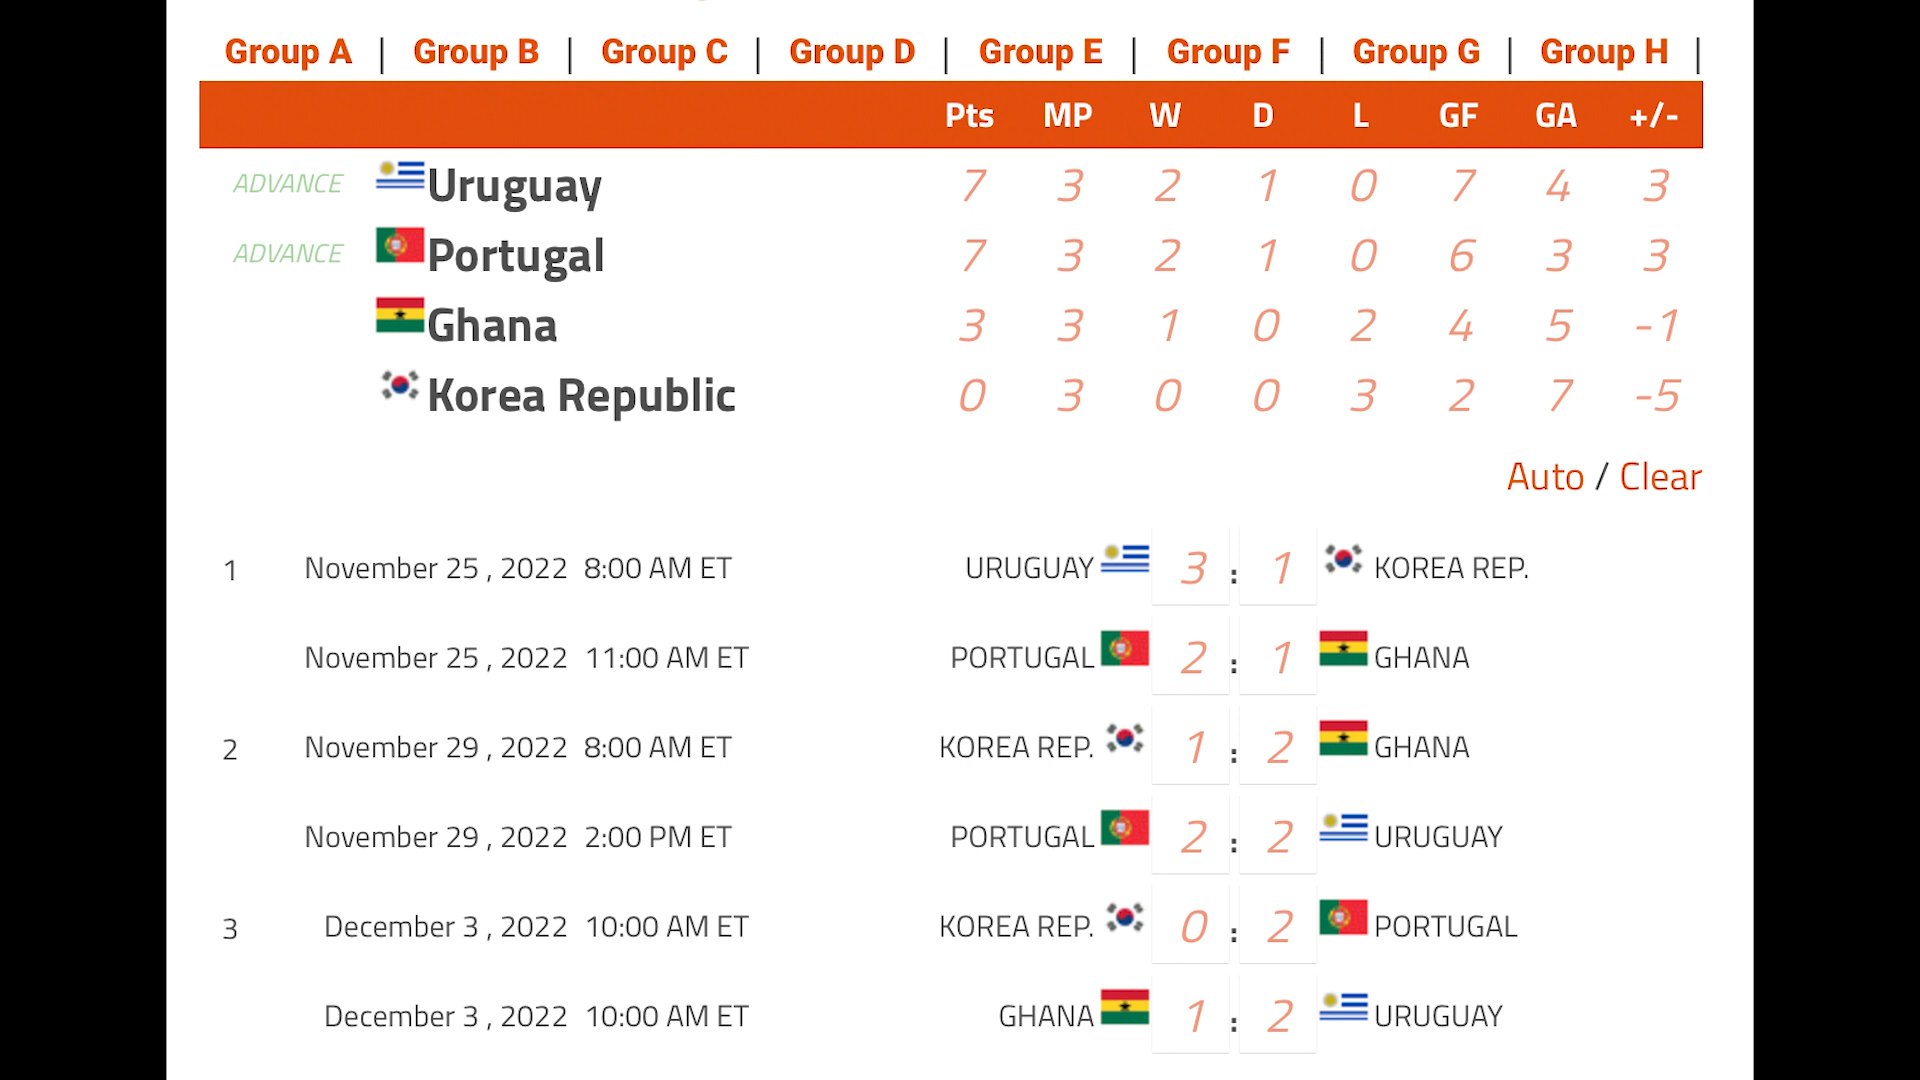 Group A | Group B | Group C | Group D | Group E | Group F | Group G | Group H |
Pts MP W D L GF GA +/-
ADVANCE Uruguay 7 3 2 1 0 7 4 3
ADVANCE Portugal 7 3 2 1 0 6 3 3
Ghana 3 3 1 0 2 4 5 -1
Korea Republic 0 3 0 0 3 2 7 -5
Auto / Clear
1 November 25 , 2022 8:00 AM ET URUGUAY 3 : 1 KOREA REP.
November 25 , 2022 11:00 AM ET PORTUGAL 2 : 1 GHANA
2 November 29 , 2022 8:00 AM ET KOREA REP. 1 : 2 GHANA
November 29 , 2022 2:00 PM ET PORTUGAL 2 : 2 URUGUAY
3 December 3 , 2022 10:00 AM ET KOREA REP. 0 : 2 PORTUGAL
December 3 , 2022 10:00 AM ET GHANA 1 : 2 URUGUAY